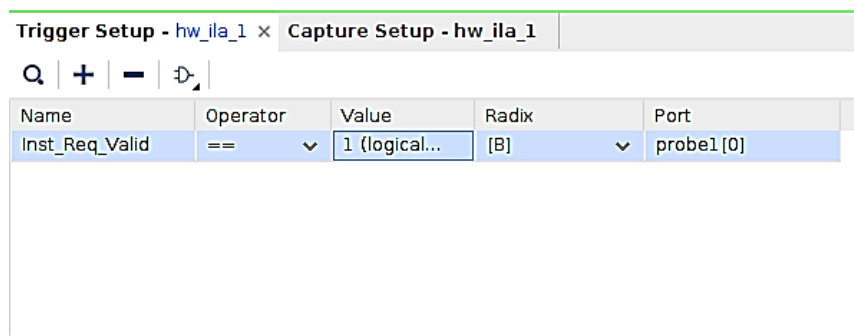 Trigger Setup - hw_ila_1 × Capture Setup - hw_ila_1
Name Operator Value Radix Port
Inst_Req_Valid == 1 (logical... [B] probe1[0]